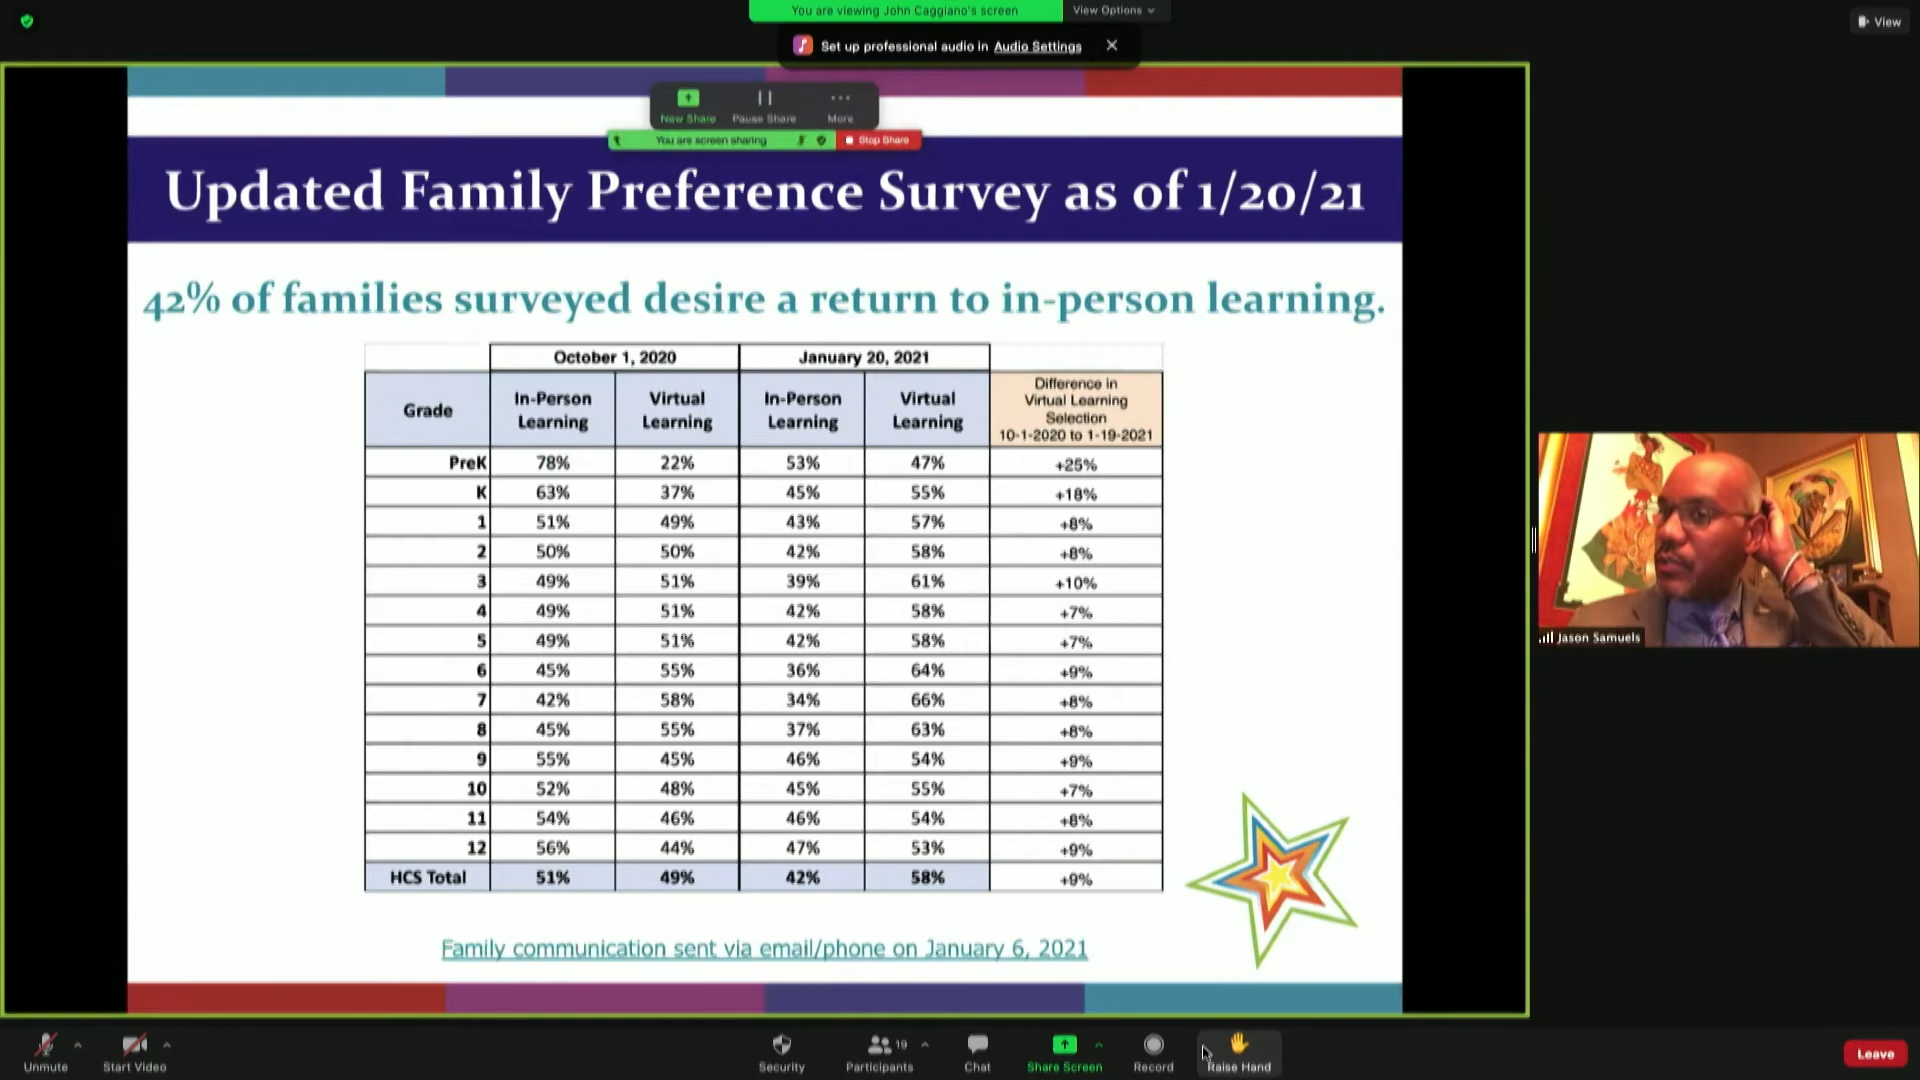 You are viewing John Caggiano's screen
View Options
View
Set up professional audio in Audio Settings
New Share
Pause Share
More
You are screen sharing
Stop Share
Updated Family Preference Survey as of 1/20/21
42% of families surveyed desire a return to in-person learning.
October 1, 2020 January 20, 2021
Grade In-Person Learning Virtual Learning In-Person Learning Virtual Learning Difference in Virtual Learning Selection 10-1-2020 to 1-19-2021
PreK 78% 22% 53% 47% +25%
K 63% 37% 45% 55% +18%
1 51% 49% 43% 57% +8%
2 50% 50% 42% 58% +8%
3 49% 51% 39% 61% +10%
4 49% 51% 42% 58% +7%
5 49% 51% 42% 58% +7%
6 45% 55% 36% 64% +9%
7 42% 58% 34% 66% +8%
8 45% 55% 37% 63% +8%
9 55% 45% 46% 54% +9%
10 52% 48% 45% 55% +7%
11 54% 46% 46% 54% +8%
12 56% 44% 47% 53% +9%
HCS Total 51% 49% 42% 58% +9%
Family communication sent via email/phone on January 6, 2021
Jason Samuels
Unmute
Start Video
Security
19
Participants
Chat
Share Screen
Record
Raise Hand
Leave